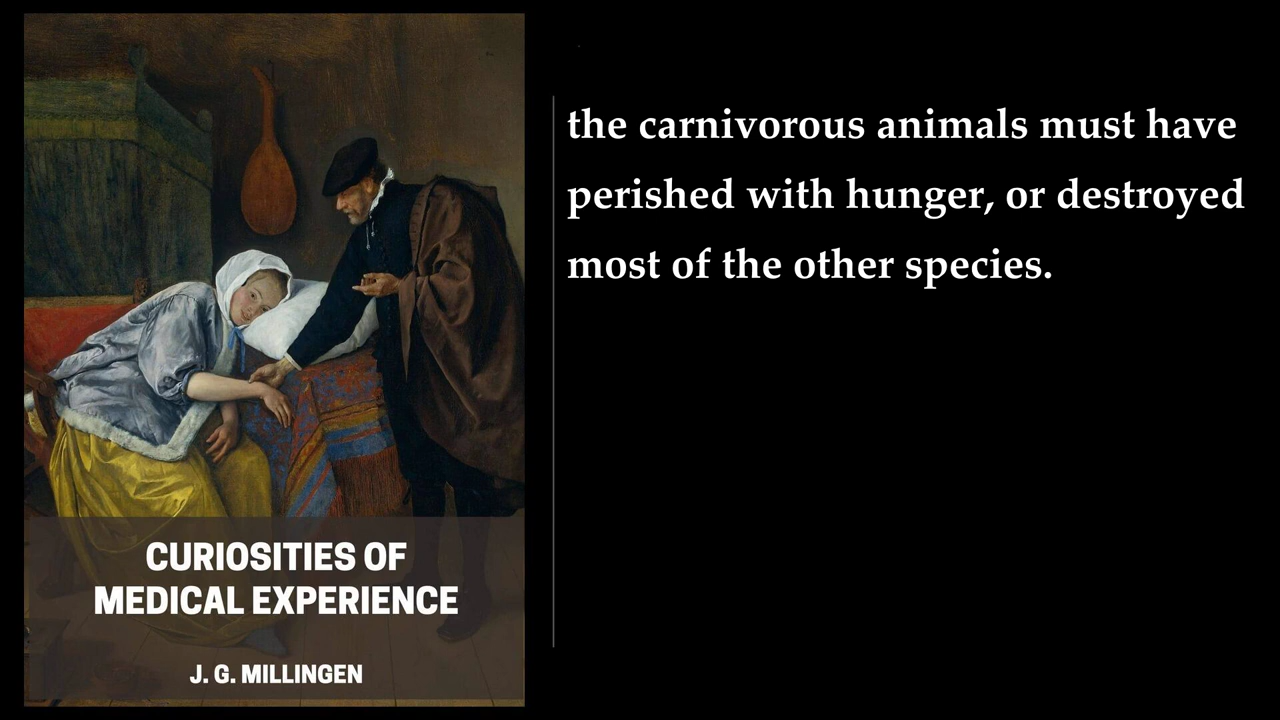 the carnivorous animals must have
perished with hunger, or destroyed
most of the other species.
CURIOSITIES OF
MEDICAL EXPERIENCE
J. G. MILLINGEN